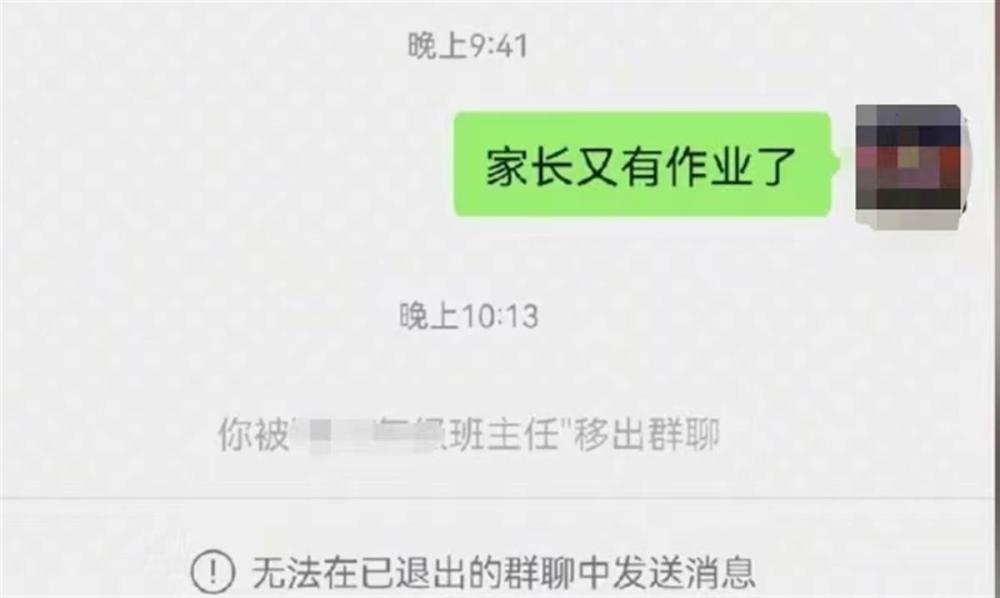 晚上9:41
家长又有作业了
晚上10:13
你被"班主任"移出群聊
无法在已退出的群聊中发送消息